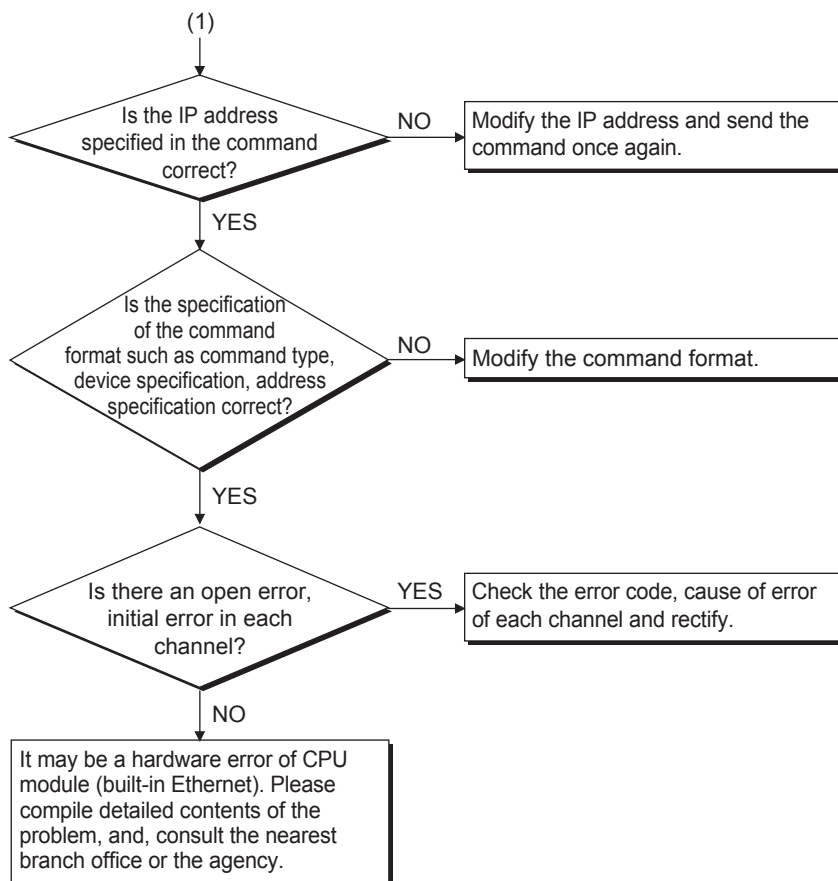 (1)
Is the IP address
specified in the command
correct?
NO
Modify the IP address and send the
command once again.
YES
Is the specification
of the command
format such as command type,
device specification, address
specification correct?
NO
Modify the command format.
YES
Is there an open error,
initial error in each
channel?
YES
Check the error code, cause of error
of each channel and rectify.
NO
It may be a hardware error of CPU
module (built-in Ethernet). Please
compile detailed contents of the
problem, and, consult the nearest
branch office or the agency.